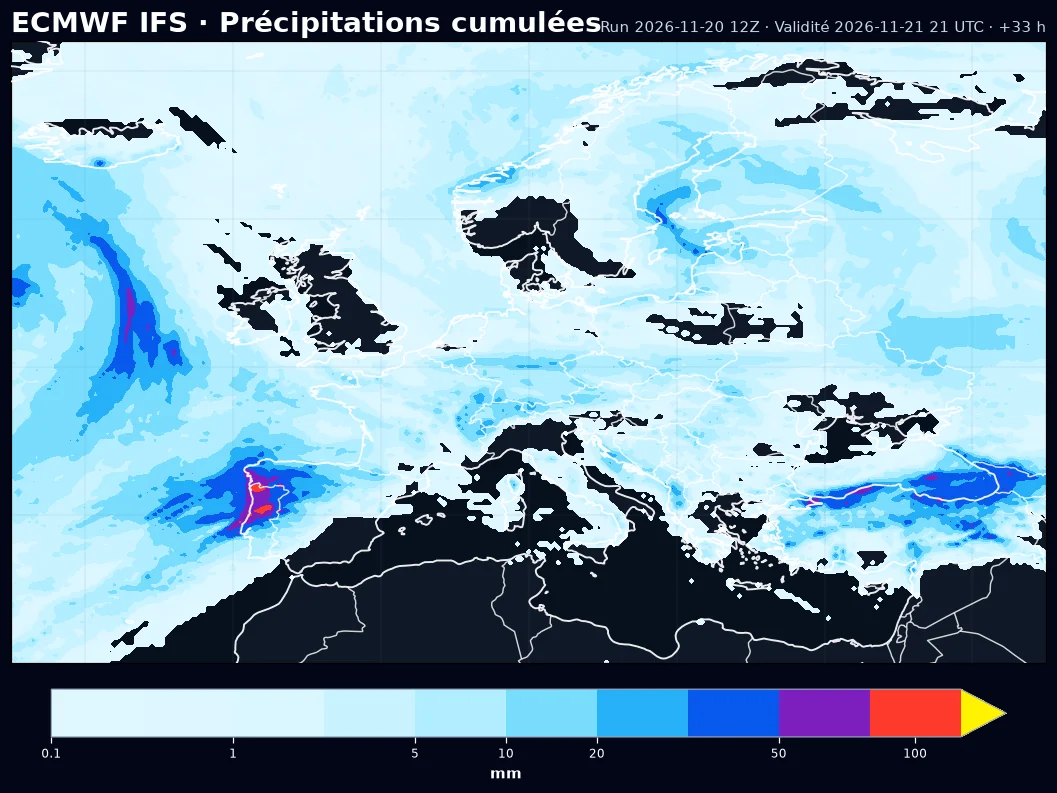 ECMWF IFS · Précipitations cumulées Run 2026-11-20 12Z · Validité 2026-11-21 21 UTC · +33 h
0.1 1 5 10 20 50 100
mm